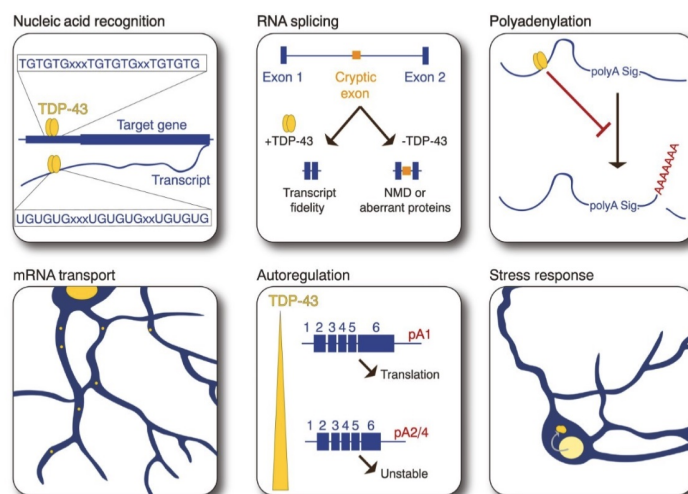 Nucleic acid recognition
TGTGTGxxxTGTGTGxxTGTGTG
TDP-43
Target gene
Transcript
UGUGUGxxxUGUGUGxxUGUGUG
RNA splicing
Exon 1
Cryptic
exon
Exon 2
+TDP-43
-TDP-43
Transcript
fidelity
NMD or
aberrant proteins
Polyadenylation
polyA Sig.
AAAAAAA
polyA Sig.
mRNA transport
Autoregulation
TDP-43
1 2 3 4 5 6
pA1
Translation
1 2 3 4 5 6
pA2/4
Unstable
Stress response